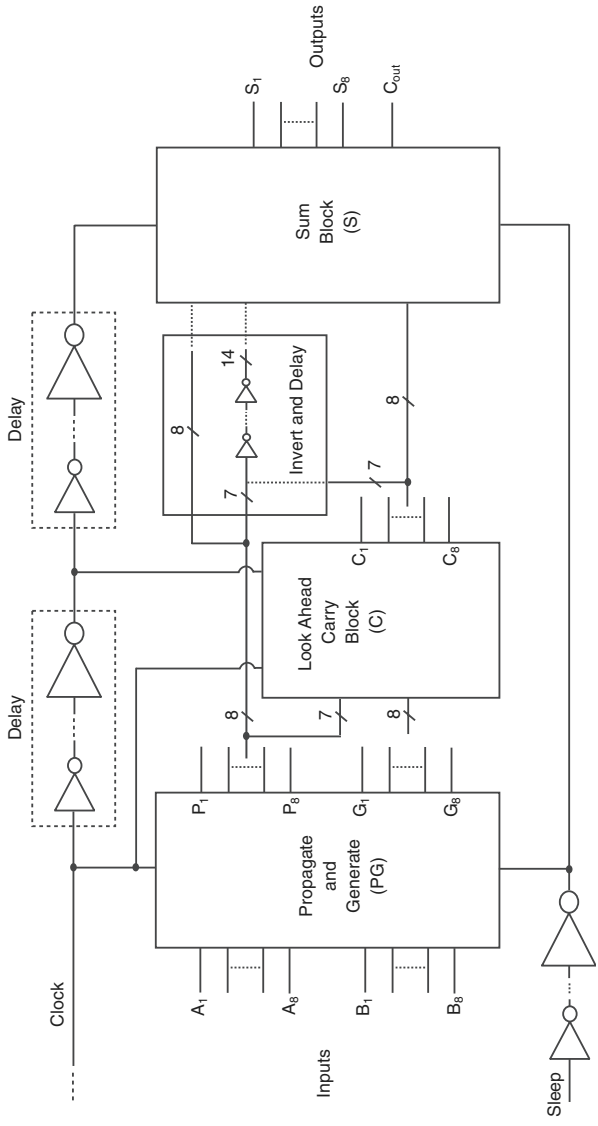 Clock
Delay
Delay
Inputs
A1
A8
B1
B8
Propagate
and
Generate
(PG)
P1
P8
G1
G8
8
7
8
Look Ahead
Carry
Block
(C)
C1
C8
8
7
14
Invert and Delay
7
8
Sum
Block
(S)
S1
S8
Cout
Outputs
Sleep